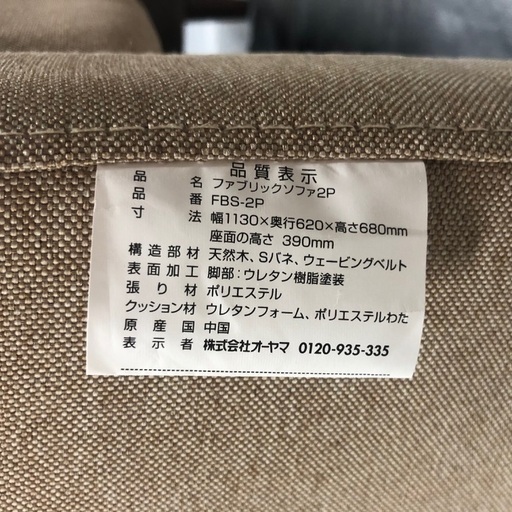 品質表示
品名 ファブリックソファ2P
品番 FBS-2P
寸法 幅1130×奥行620×高さ680mm
座面の高さ 390mm
構造部材 天然木、Sバネ、ウェービングベルト
表面加工 脚部:ウレタン樹脂塗装
張り材 ポリエステル
クッション材 ウレタンフォーム、ポリエステルわた
原産国 中国
表示者 株式会社オーヤマ 0120-935-335